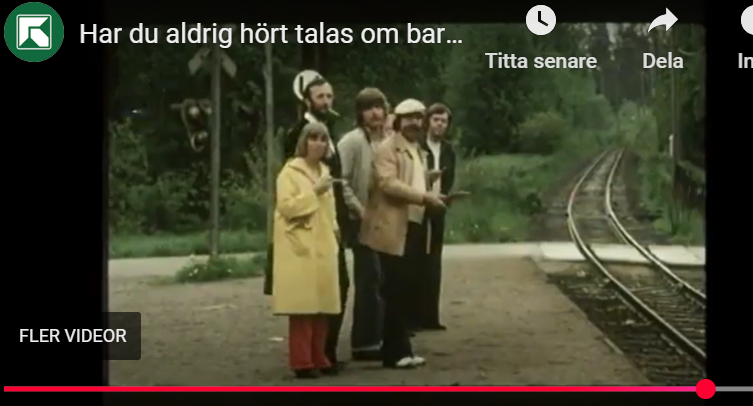 Har du aldrig hört talas om bar...
Titta senare
Dela
In
FLER VIDEOR